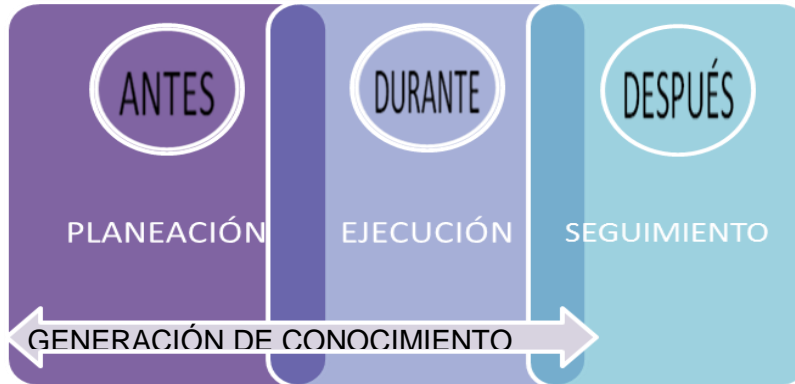 ANTES
DURANTE
DESPUÉS
PLANEACIÓN
EJECUCIÓN
SEGUIMIENTO
GENERACIÓN DE CONOCIMIENTO